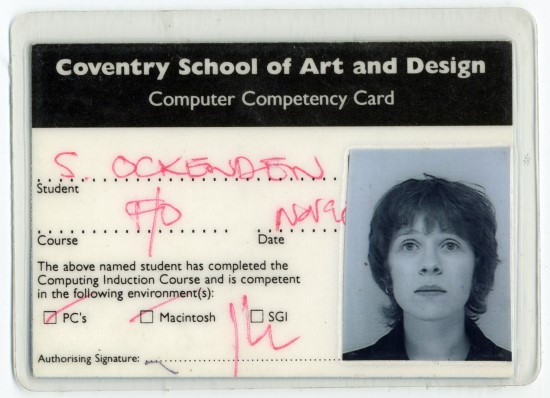 Coventry School of Art and Design
Computer Competency Card
S. OCKENDEN
Student
Course Date
The above named student has completed the
Computing Induction Course and is competent
in the following environment(s):
PC's Macintosh SGI
Authorising Signature: